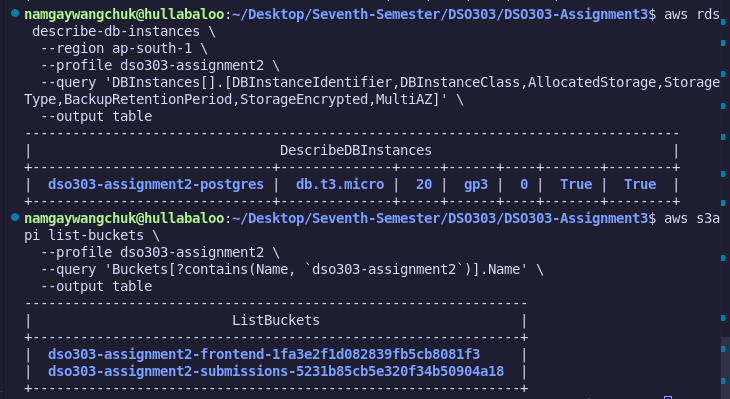 namgaywangchuk@hullabaloo:~/Desktop/Seventh-Semester/DSO303/DSO303-Assignment3$ aws rds
 describe-db-instances \
  --region ap-south-1 \
  --profile dso303-assignment2 \
  --query 'DBInstances[].[DBInstanceIdentifier,DBInstanceClass,AllocatedStorage,Storage
Type,BackupRetentionPeriod,StorageEncrypted,MultiAZ]' \
  --output table
--------------------------------------------------------------------------------
|                              DescribeDBInstances                             |
+-----------------------------+--------------+-----+------+----+-------+-------+
|  dso303-assignment2-postgres |  db.t3.micro |  20 |  gp3 |  0 |  True |  True  |
+-----------------------------+--------------+-----+------+----+-------+-------+
namgaywangchuk@hullabaloo:~/Desktop/Seventh-Semester/DSO303/DSO303-Assignment3$ aws s3a
pi list-buckets \
  --profile dso303-assignment2 \
  --query 'Buckets[?contains(Name, `dso303-assignment2`)].Name' \
  --output table
-------------------------------------------------------------
|                        ListBuckets                        |
+-----------------------------------------------------------+
|  dso303-assignment2-frontend-1fa3e2f1d082839fb5cb8081f3     |
|  dso303-assignment2-submissions-5231b85cb5e320f34b50904a18  |
+-----------------------------------------------------------+